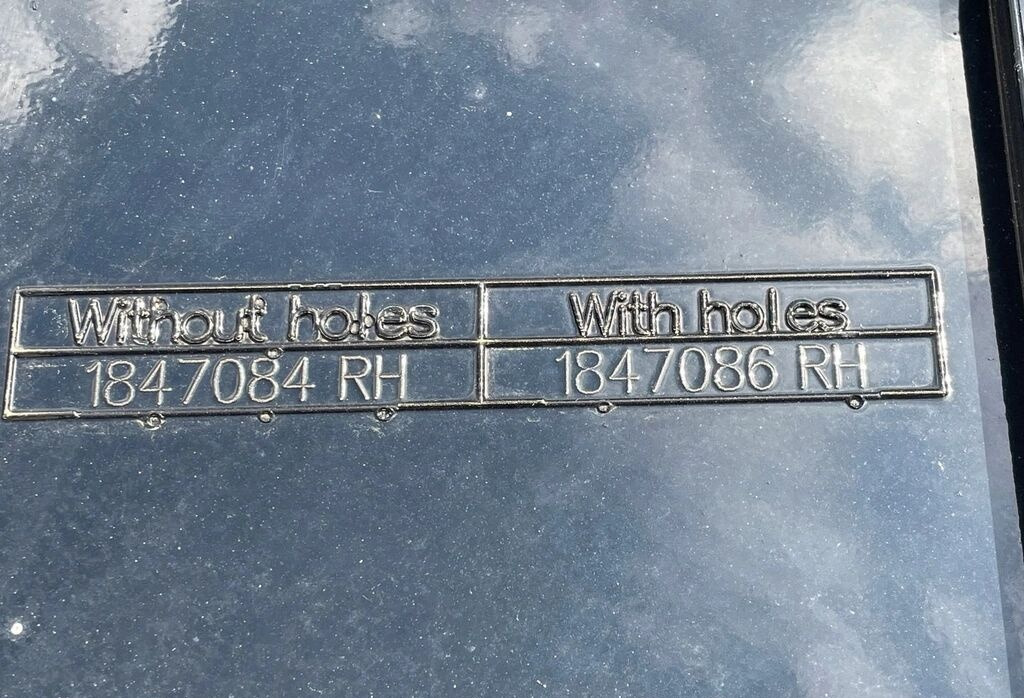 Without holes With holes
1847084 RH 1847086 RH